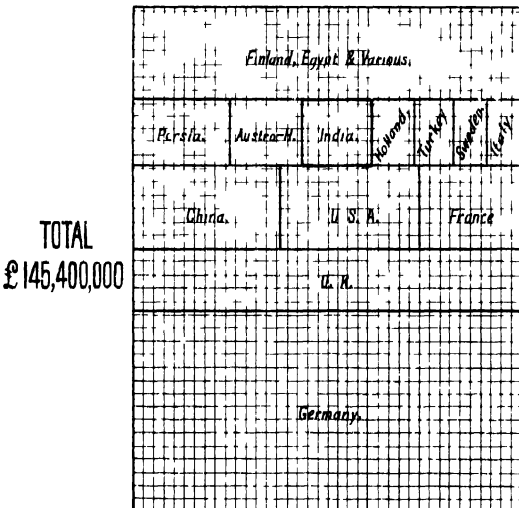 Finland, Egypt & Various.
Persia. Austro-H. India. Holland, Turkey Sweden. Italy.
China. U.S.A. France
TOTAL
£145,400,000
U.K.
Germany.